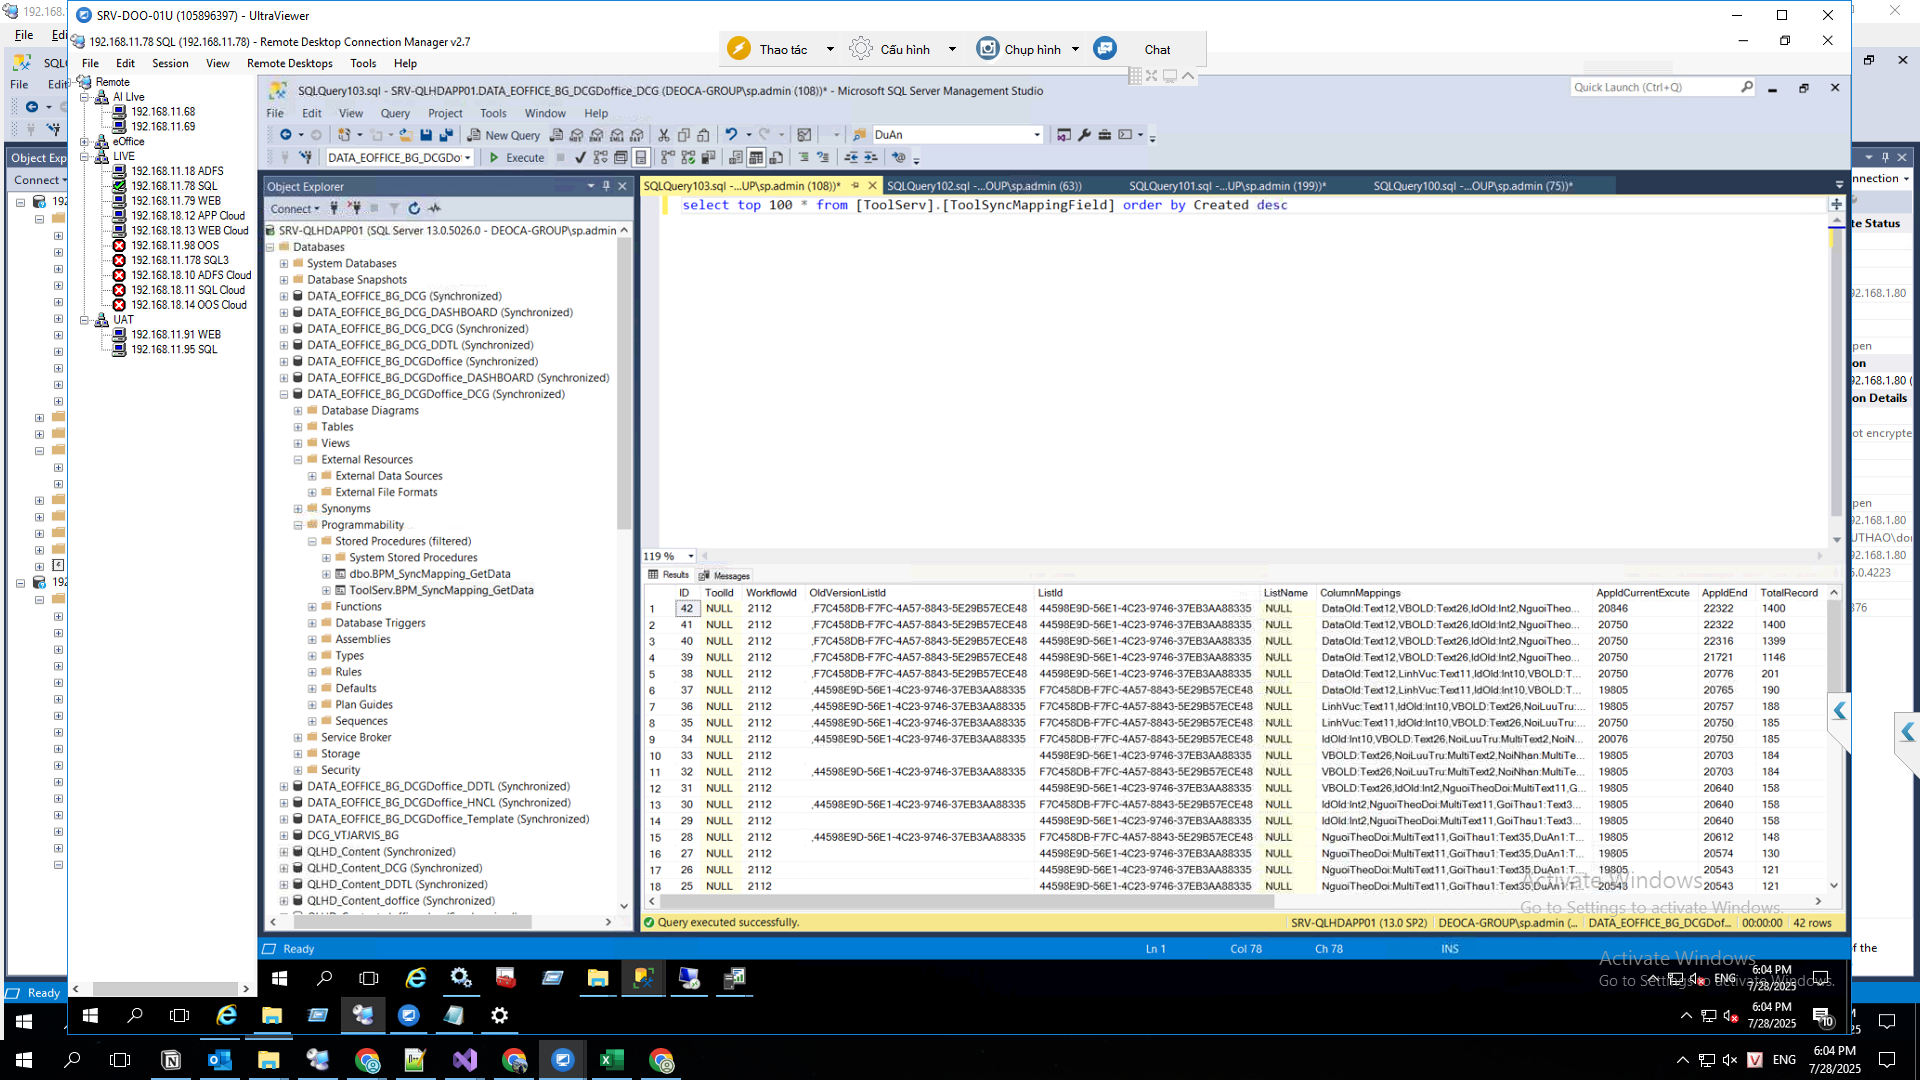 SRV-DOO-01U (105896397) - UltraViewer
192.168.11.78 SQL (192.168.11.78) - Remote Desktop Connection Manager v2.7
Thao tác
Cấu hình
Chụp hình
Chat
File Edit Session View Remote Desktops Tools Help
Remote
AI LIve
192.168.11.68
192.168.11.69
eOffice
LIVE
192.168.11.18 ADFS
192.168.11.78 SQL
192.168.11.79 WEB
192.168.18.12 APP Cloud
192.168.18.13 WEB Cloud
192.168.11.98 OOS
192.168.11.178 SQL3
192.168.18.10 ADFS Cloud
192.168.18.11 SQL Cloud
192.168.18.14 OOS Cloud
UAT
192.168.11.91 WEB
192.168.11.95 SQL
SQLQuery103.sql - SRV-QLHDAPP01.DATA_EOFFICE_BG_DCGDoffice_DCG (DEOCA-GROUP\sp.admin (108))* - Microsoft SQL Server Management Studio
Quick Launch (Ctrl+Q)
File Edit View Query Project Tools Window Help
New Query
DuAn
DATA_EOFFICE_BG_DCGDo
Execute
Object Explorer
Connect
SRV-QLHDAPP01 (SQL Server 13.0.5026.0 - DEOCA-GROUP\sp.admin
Databases
System Databases
Database Snapshots
DATA_EOFFICE_BG_DCG (Synchronized)
DATA_EOFFICE_BG_DCG_DASHBOARD (Synchronized)
DATA_EOFFICE_BG_DCG_DCG (Synchronized)
DATA_EOFFICE_BG_DCG_DDTL (Synchronized)
DATA_EOFFICE_BG_DCGDoffice (Synchronized)
DATA_EOFFICE_BG_DCGDoffice_DASHBOARD (Synchronized)
DATA_EOFFICE_BG_DCGDoffice_DCG (Synchronized)
Database Diagrams
Tables
Views
External Resources
External Data Sources
External File Formats
Synonyms
Programmability
Stored Procedures (filtered)
System Stored Procedures
dbo.BPM_SyncMapping_GetData
ToolServ.BPM_SyncMapping_GetData
Functions
Database Triggers
Assemblies
Types
Rules
Defaults
Plan Guides
Sequences
Service Broker
Storage
Security
DATA_EOFFICE_BG_DCGDoffice_DDTL (Synchronized)
DATA_EOFFICE_BG_DCGDoffice_HNCL (Synchronized)
DATA_EOFFICE_BG_DCGDoffice_Template (Synchronized)
DCG_VTJARVIS_BG
QLHD_Content (Synchronized)
QLHD_Content_DCG (Synchronized)
QLHD_Content_DDTL (Synchronized)
QLHD_Content_doffice (Synchronized)
SQLQuery103.sql -...UP\sp.admin (108))* SQLQuery102.sql -...OUP\sp.admin (63)) SQLQuery101.sql -...UP\sp.admin (199))* SQLQuery100.sql -...OUP\sp.admin (75))*
select top 100 * from [ToolServ].[ToolSyncMappingField] order by Created desc
119 %
Results Messages
ID ToolId WorkflowId OldVersionListId ListId ListName ColumnMappings AppIdCurrentExcute AppIdEnd TotalRecord
1 42 NULL 2112 ,F7C458DB-F7FC-4A57-8843-5E29B57ECE48 44598E9D-56E1-4C23-9746-37EB3AA88335 NULL DataOld:Text12,VBOLD:Text26,IdOld:Int2,NguoiTheo... 20846 22322 1400
2 41 NULL 2112 ,F7C458DB-F7FC-4A57-8843-5E29B57ECE48 44598E9D-56E1-4C23-9746-37EB3AA88335 NULL DataOld:Text12,VBOLD:Text26,IdOld:Int2,NguoiTheo... 20750 22322 1400
3 40 NULL 2112 ,F7C458DB-F7FC-4A57-8843-5E29B57ECE48 44598E9D-56E1-4C23-9746-37EB3AA88335 NULL DataOld:Text12,VBOLD:Text26,IdOld:Int2,NguoiTheo... 20750 22316 1399
4 39 NULL 2112 ,F7C458DB-F7FC-4A57-8843-5E29B57ECE48 44598E9D-56E1-4C23-9746-37EB3AA88335 NULL DataOld:Text12,VBOLD:Text26,IdOld:Int2,NguoiTheo... 20750 21721 1146
5 38 NULL 2112 ,F7C458DB-F7FC-4A57-8843-5E29B57ECE48 44598E9D-56E1-4C23-9746-37EB3AA88335 NULL DataOld:Text12,LinhVuc:Text11,IdOld:Int10,VBOLD:T... 20750 20776 201
6 37 NULL 2112 ,44598E9D-56E1-4C23-9746-37EB3AA88335 F7C458DB-F7FC-4A57-8843-5E29B57ECE48 NULL DataOld:Text12,LinhVuc:Text11,IdOld:Int10,VBOLD:T... 19805 20765 190
7 36 NULL 2112 ,44598E9D-56E1-4C23-9746-37EB3AA88335 F7C458DB-F7FC-4A57-8843-5E29B57ECE48 NULL LinhVuc:Text11,IdOld:Int10,VBOLD:Text26,NoiLuuTru:... 19805 20757 188
8 35 NULL 2112 ,44598E9D-56E1-4C23-9746-37EB3AA88335 F7C458DB-F7FC-4A57-8843-5E29B57ECE48 NULL LinhVuc:Text11,IdOld:Int10,VBOLD:Text26,NoiLuuTru:... 20750 20750 185
9 34 NULL 2112 ,44598E9D-56E1-4C23-9746-37EB3AA88335 F7C458DB-F7FC-4A57-8843-5E29B57ECE48 NULL IdOld:Int10,VBOLD:Text26,NoiLuuTru:MultiText2,NoiN... 20076 20750 185
10 33 NULL 2112 44598E9D-56E1-4C23-9746-37EB3AA88335 NULL VBOLD:Text26,NoiLuuTru:MultiText2,NoiNhan:MultiTe... 19805 20703 184
11 32 NULL 2112 ,44598E9D-56E1-4C23-9746-37EB3AA88335 F7C458DB-F7FC-4A57-8843-5E29B57ECE48 NULL VBOLD:Text26,NoiLuuTru:MultiText2,NoiNhan:MultiTe... 19805 20703 184
12 31 NULL 2112 44598E9D-56E1-4C23-9746-37EB3AA88335 NULL VBOLD:Text26,IdOld:Int2,NguoiTheoDoi:MultiText11,G... 19805 20640 158
13 30 NULL 2112 ,44598E9D-56E1-4C23-9746-37EB3AA88335 F7C458DB-F7FC-4A57-8843-5E29B57ECE48 NULL IdOld:Int2,NguoiTheoDoi:MultiText11,GoiThau1:Text3... 19805 20640 158
14 29 NULL 2112 44598E9D-56E1-4C23-9746-37EB3AA88335 NULL IdOld:Int2,NguoiTheoDoi:MultiText11,GoiThau1:Text3... 19805 20640 158
15 28 NULL 2112 ,44598E9D-56E1-4C23-9746-37EB3AA88335 F7C458DB-F7FC-4A57-8843-5E29B57ECE48 NULL NguoiTheoDoi:MultiText11,GoiThau1:Text35,DuAn1:T... 19805 20612 148
16 27 NULL 2112 44598E9D-56E1-4C23-9746-37EB3AA88335 NULL NguoiTheoDoi:MultiText11,GoiThau1:Text35,DuAn1:T... 19805 20574 130
17 26 NULL 2112 44598E9D-56E1-4C23-9746-37EB3AA88335 NULL NguoiTheoDoi:MultiText11,GoiThau1:Text35,DuAn1:T... 19805 20543 121
18 25 NULL 2112 44598E9D-56E1-4C23-9746-37EB3AA88335 NULL NguoiTheoDoi:MultiText11,GoiThau1:Text35,DuAn1:T... 20543 20543 121
Activate Windows
Go to Settings to activate Windows.
Query executed successfully. SRV-QLHDAPP01 (13.0 SP2) DEOCA-GROUP\sp.admin (... DATA_EOFFICE_BG_DCGDof... 00:00:00 42 rows
Ready Ln 1 Col 78 Ch 78 INS
Activate Windows
Go to Settings to activate Windows.
ENG 6:04 PM
7/28/2025
6:04 PM
7/28/2025
10
ENG 6:04 PM
7/28/2025
File
Object Exp
Connect
Ready